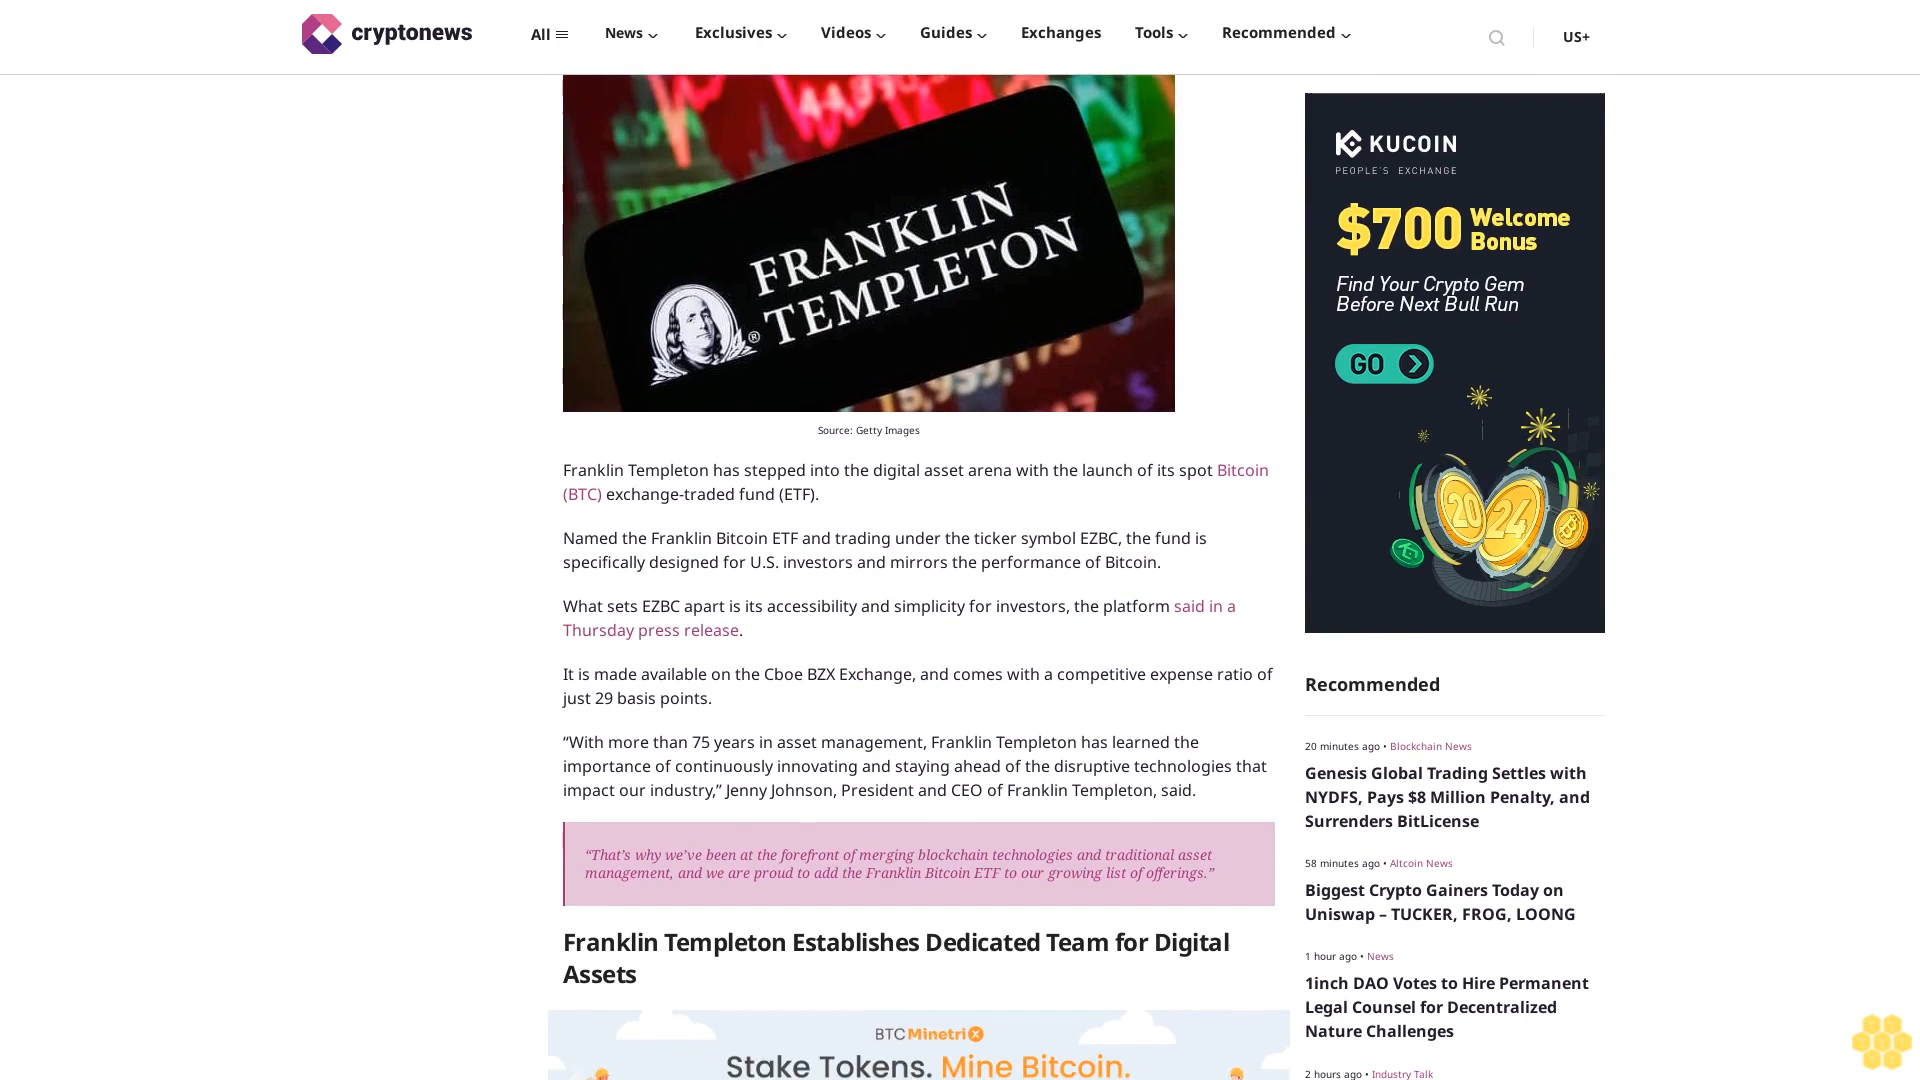 cryptonews
All
News
Exclusives
Videos
Guides
Exchanges
Tools
Recommended
US+
FRANKLIN
TEMPLETON
®
Source: Getty Images
Franklin Templeton has stepped into the digital asset arena with the launch of its spot Bitcoin
(BTC) exchange-traded fund (ETF).
Named the Franklin Bitcoin ETF and trading under the ticker symbol EZBC, the fund is
specifically designed for U.S. investors and mirrors the performance of Bitcoin.
What sets EZBC apart is its accessibility and simplicity for investors, the platform said in a
Thursday press release.
It is made available on the Cboe BZX Exchange, and comes with a competitive expense ratio of
just 29 basis points.
“With more than 75 years in asset management, Franklin Templeton has learned the
importance of continuously innovating and staying ahead of the disruptive technologies that
impact our industry,” Jenny Johnson, President and CEO of Franklin Templeton, said.
“That’s why we’ve been at the forefront of merging blockchain technologies and traditional asset
management, and we are proud to add the Franklin Bitcoin ETF to our growing list of offerings.”
Franklin Templeton Establishes Dedicated Team for Digital
Assets
BTC Minetrix
Stake Tokens. Mine Bitcoin.
KUCOIN
PEOPLE'S EXCHANGE
$700 Welcome
Bonus
Find Your Crypto Gem
Before Next Bull Run
GO
20 24
Recommended
20 minutes ago • Blockchain News
Genesis Global Trading Settles with
NYDFS, Pays $8 Million Penalty, and
Surrenders BitLicense
58 minutes ago • Altcoin News
Biggest Crypto Gainers Today on
Uniswap – TUCKER, FROG, LOONG
1 hour ago • News
1inch DAO Votes to Hire Permanent
Legal Counsel for Decentralized
Nature Challenges
2 hours ago • Industry Talk